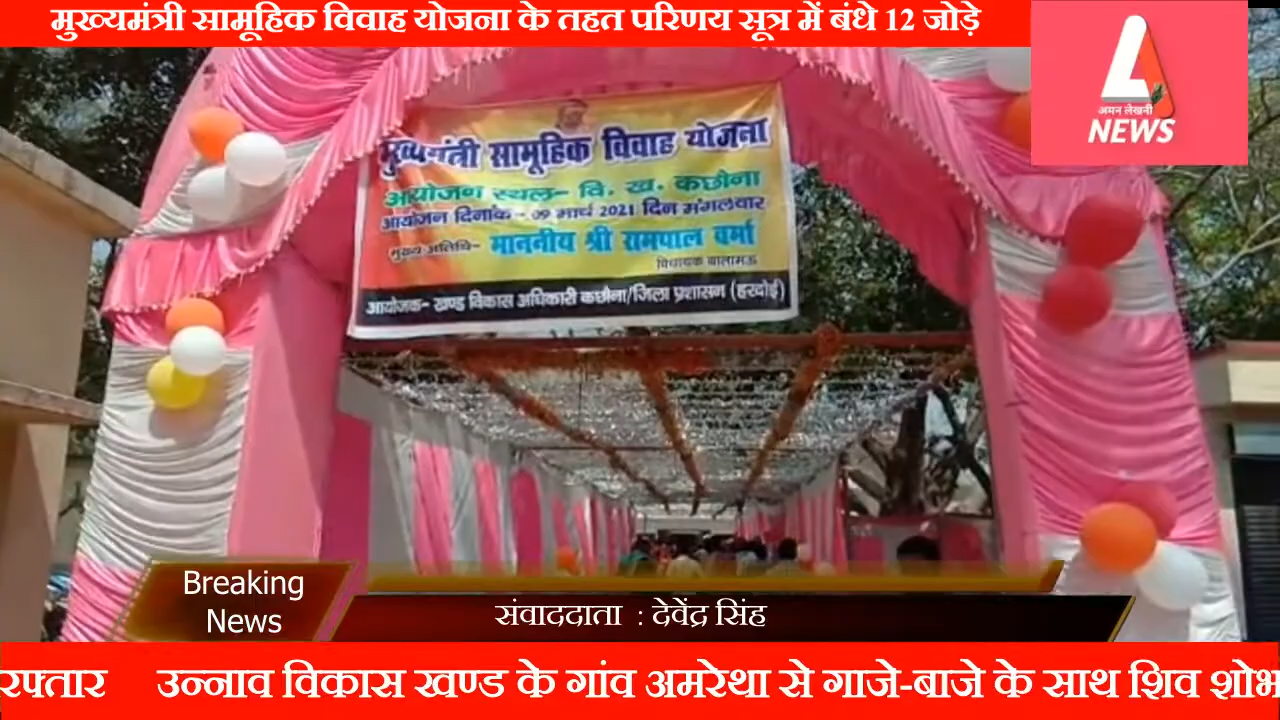 मुख्यमंत्री सामूहिक विवाह योजना के तहत परिणय सूत्र में बंधे 12 जोड़े
अमन लेखनी
NEWS
मुख्यमंत्री सामूहिक विवाह योजना
आयोजन स्थल- वि. ख. कछौना
आयोजन दिनांक - 09 मार्च 2021 दिन मंगलवार
मुख्य अतिथि- माननीय श्री रामपाल वर्मा
विधायक बालामऊ
आयोजक- खण्ड विकास अधिकारी कछौना/जिला प्रशासन (हरदोई)
Breaking
News
संवाददाता : देवेंद्र सिंह
रफ्तार उन्नाव विकास खण्ड के गांव अमरेथा से गाजे-बाजे के साथ शिव शोभ